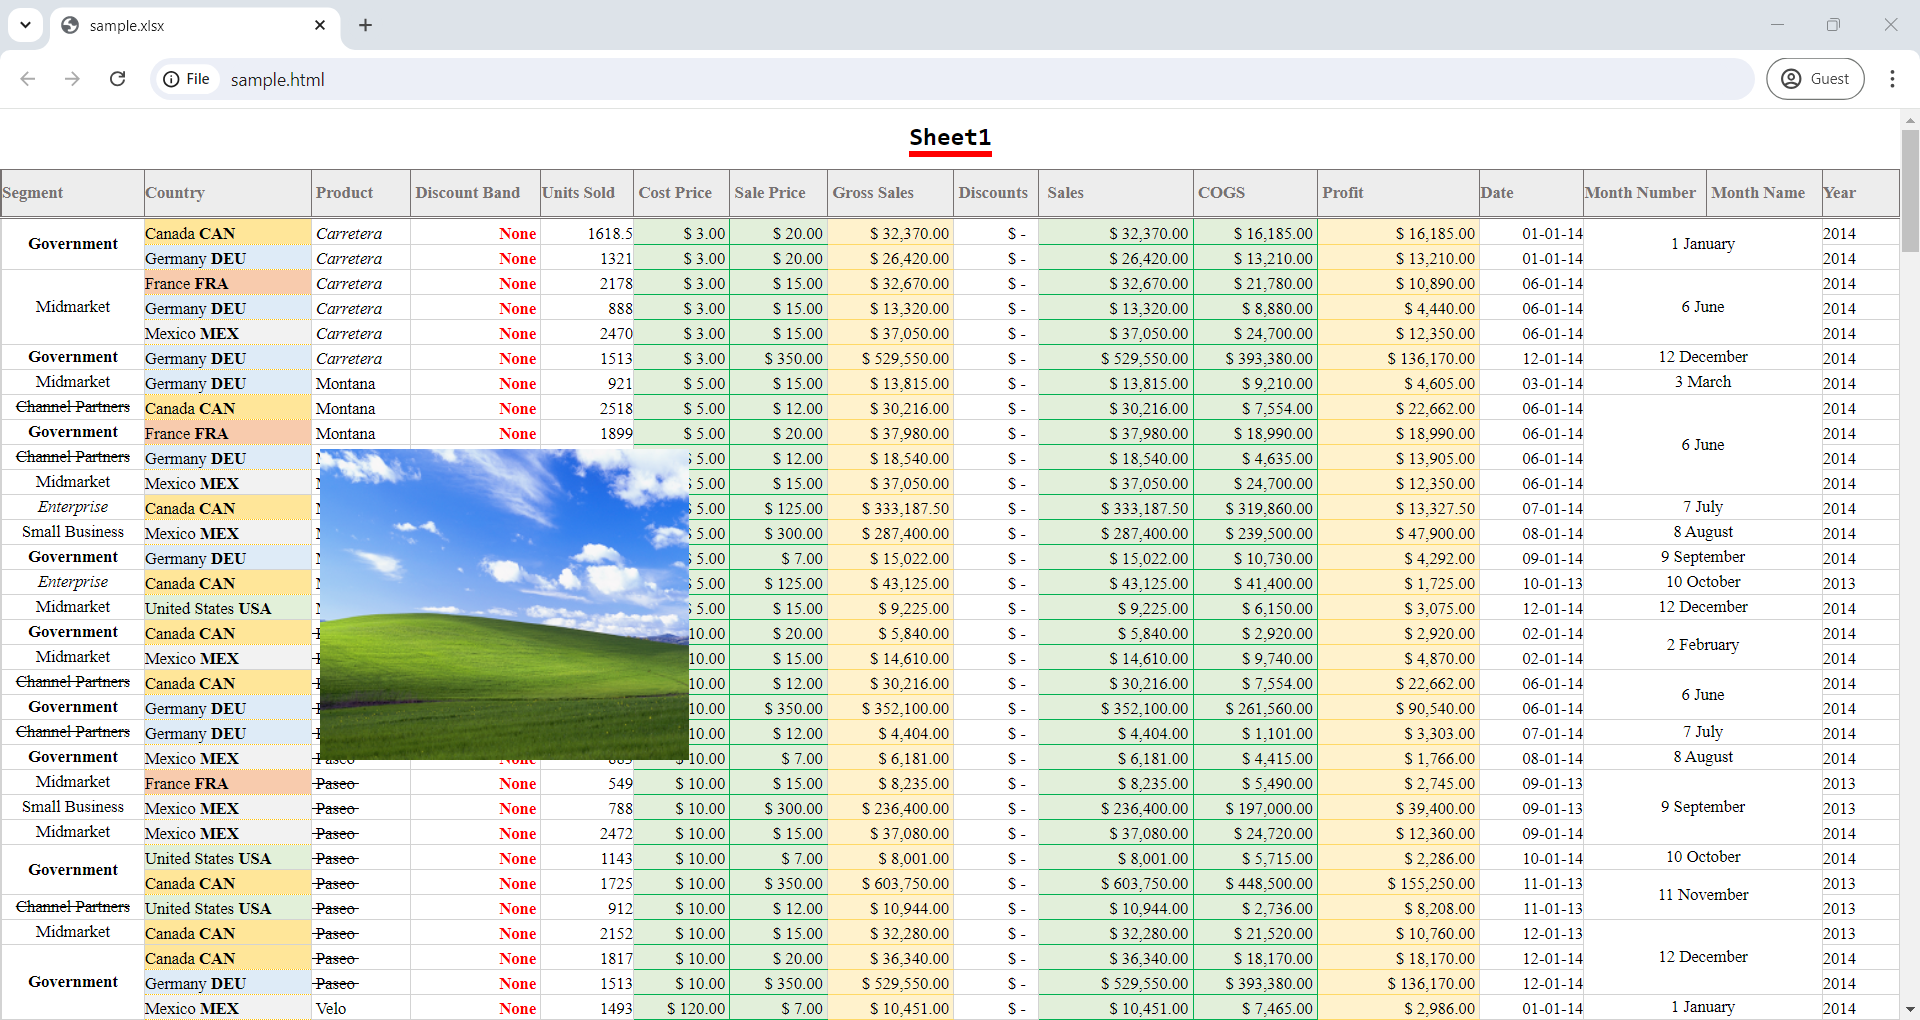 sample.xlsx
File sample.html Guest
Sheet1
Segment Country Product Discount Band Units Sold Cost Price Sale Price Gross Sales Discounts Sales COGS Profit Date Month Number Month Name Year
Government Canada CAN Carretera None 1618.5 $ 3.00 $ 20.00 $ 32,370.00 $ - $ 32,370.00 $ 16,185.00 $ 16,185.00 01-01-14 1 January 2014
Germany DEU Carretera None 1321 $ 3.00 $ 20.00 $ 26,420.00 $ - $ 26,420.00 $ 13,210.00 $ 13,210.00 01-01-14 2014
Midmarket France FRA Carretera None 2178 $ 3.00 $ 15.00 $ 32,670.00 $ - $ 32,670.00 $ 21,780.00 $ 10,890.00 06-01-14 6 June 2014
Germany DEU Carretera None 888 $ 3.00 $ 15.00 $ 13,320.00 $ - $ 13,320.00 $ 8,880.00 $ 4,440.00 06-01-14 2014
Mexico MEX Carretera None 2470 $ 3.00 $ 15.00 $ 37,050.00 $ - $ 37,050.00 $ 24,700.00 $ 12,350.00 06-01-14 2014
Government Germany DEU Carretera None 1513 $ 3.00 $ 350.00 $ 529,550.00 $ - $ 529,550.00 $ 393,380.00 $ 136,170.00 12-01-14 12 December 2014
Midmarket Germany DEU Montana None 921 $ 5.00 $ 15.00 $ 13,815.00 $ - $ 13,815.00 $ 9,210.00 $ 4,605.00 03-01-14 3 March 2014
Channel Partners Canada CAN Montana None 2518 $ 5.00 $ 12.00 $ 30,216.00 $ - $ 30,216.00 $ 7,554.00 $ 22,662.00 06-01-14 6 June 2014
Government France FRA Montana None 1899 $ 5.00 $ 20.00 $ 37,980.00 $ - $ 37,980.00 $ 18,990.00 $ 18,990.00 06-01-14 2014
Channel Partners Germany DEU 5.00 $ 12.00 $ 18,540.00 $ - $ 18,540.00 $ 4,635.00 $ 13,905.00 06-01-14 2014
Midmarket Mexico MEX 5.00 $ 15.00 $ 37,050.00 $ - $ 37,050.00 $ 24,700.00 $ 12,350.00 06-01-14 2014
Enterprise Canada CAN 5.00 $ 125.00 $ 333,187.50 $ - $ 333,187.50 $ 319,860.00 $ 13,327.50 07-01-14 7 July 2014
Small Business Mexico MEX 5.00 $ 300.00 $ 287,400.00 $ - $ 287,400.00 $ 239,500.00 $ 47,900.00 08-01-14 8 August 2014
Government Germany DEU 5.00 $ 7.00 $ 15,022.00 $ - $ 15,022.00 $ 10,730.00 $ 4,292.00 09-01-14 9 September 2014
Enterprise Canada CAN 5.00 $ 125.00 $ 43,125.00 $ - $ 43,125.00 $ 41,400.00 $ 1,725.00 10-01-13 10 October 2013
Midmarket United States USA 5.00 $ 15.00 $ 9,225.00 $ - $ 9,225.00 $ 6,150.00 $ 3,075.00 12-01-14 12 December 2014
Government Canada CAN 10.00 $ 20.00 $ 5,840.00 $ - $ 5,840.00 $ 2,920.00 $ 2,920.00 02-01-14 2 February 2014
Midmarket Mexico MEX 10.00 $ 15.00 $ 14,610.00 $ - $ 14,610.00 $ 9,740.00 $ 4,870.00 02-01-14 2014
Channel Partners Canada CAN 10.00 $ 12.00 $ 30,216.00 $ - $ 30,216.00 $ 7,554.00 $ 22,662.00 06-01-14 6 June 2014
Government Germany DEU 10.00 $ 350.00 $ 352,100.00 $ - $ 352,100.00 $ 261,560.00 $ 90,540.00 06-01-14 2014
Channel Partners Germany DEU 10.00 $ 12.00 $ 4,404.00 $ - $ 4,404.00 $ 1,101.00 $ 3,303.00 07-01-14 7 July 2014
Government Mexico MEX 10.00 $ 7.00 $ 6,181.00 $ - $ 6,181.00 $ 4,415.00 $ 1,766.00 08-01-14 8 August 2014
Midmarket France FRA Paseo None 549 $ 10.00 $ 15.00 $ 8,235.00 $ - $ 8,235.00 $ 5,490.00 $ 2,745.00 09-01-13 9 September 2013
Small Business Mexico MEX Paseo None 788 $ 10.00 $ 300.00 $ 236,400.00 $ - $ 236,400.00 $ 197,000.00 $ 39,400.00 09-01-13 2013
Midmarket Mexico MEX Paseo None 2472 $ 10.00 $ 15.00 $ 37,080.00 $ - $ 37,080.00 $ 24,720.00 $ 12,360.00 09-01-14 2014
Government United States USA Paseo None 1143 $ 10.00 $ 7.00 $ 8,001.00 $ - $ 8,001.00 $ 5,715.00 $ 2,286.00 10-01-14 10 October 2014
Canada CAN Paseo None 1725 $ 10.00 $ 350.00 $ 603,750.00 $ - $ 603,750.00 $ 448,500.00 $ 155,250.00 11-01-13 11 November 2013
Channel Partners United States USA Paseo None 912 $ 10.00 $ 12.00 $ 10,944.00 $ - $ 10,944.00 $ 2,736.00 $ 8,208.00 11-01-13 2013
Midmarket Canada CAN Paseo None 2152 $ 10.00 $ 15.00 $ 32,280.00 $ - $ 32,280.00 $ 21,520.00 $ 10,760.00 12-01-13 12 December 2013
Government Canada CAN Paseo None 1817 $ 10.00 $ 20.00 $ 36,340.00 $ - $ 36,340.00 $ 18,170.00 $ 18,170.00 12-01-14 2014
Germany DEU Paseo None 1513 $ 10.00 $ 350.00 $ 529,550.00 $ - $ 529,550.00 $ 393,380.00 $ 136,170.00 12-01-14 2014
Mexico MEX Velo None 1493 $ 120.00 $ 7.00 $ 10,451.00 $ - $ 10,451.00 $ 7,465.00 $ 2,986.00 01-01-14 1 January 2014